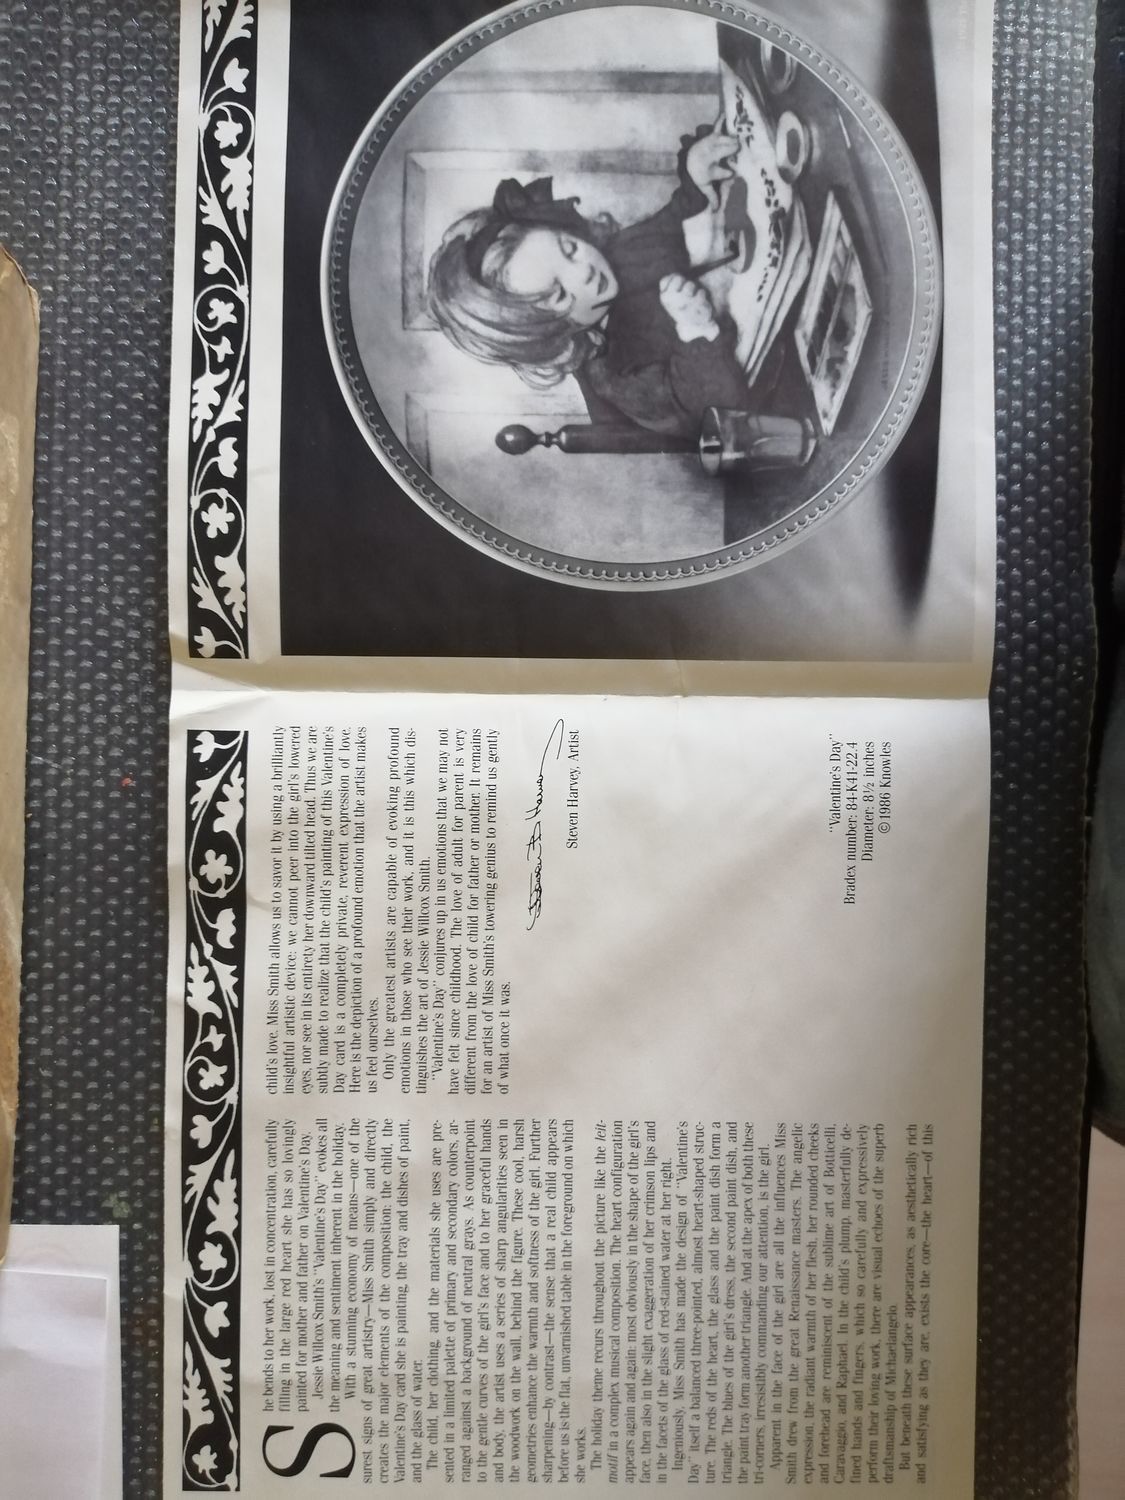 She bends to her work, lost in concentration, carefully
filling in the large red heart she has so lovingly
painted for mother and father on Valentine's Day.
Jessie Willcox Smith's "Valentine's Day" evokes all
the meaning and sentiment inherent in the holiday.
With a stunning economy of means—one of the
surest signs of great artistry—Miss Smith simply and directly
creates the major elements of the composition: the child, the
Valentine's Day card she is painting, the tray and dishes of paint,
and the glass of water.
The child, her clothing, and the materials she uses are pre-
sented in a limited palette of primary and secondary colors, ar-
ranged against a background of neutral grays. As counterpoint
to the gentle curves of the girl's face and to her graceful hands
and body, the artist uses a series of sharp angularities seen in
the woodwork on the wall, behind the figure. These cool, harsh
geometries enhance the warmth and softness of the girl. Further
sharpening—by contrast—the sense that a real child appears
before us is the flat, unvarnished table in the foreground on which
she works.
The holiday theme recurs throughout the picture like the leit-
motif in a complex musical composition. The heart configuration
appears again and again: most obviously in the shape of the girl's
face, then also in the slight exaggeration of her crimson lips and
in the facets of the glass of red-stained water at her right.
Ingeniously, Miss Smith has made the design of "Valentine's
Day" itself a balanced three-pointed, almost heart-shaped struc-
ture. The reds of the heart, the glass and the paint dish form a
triangle. The blues of the girl's dress, the second paint dish, and
the paint tray form another triangle. And at the apex of both these
tri-corners, irresistibly commanding our attention, is the girl.
Apparent in the face of the girl are all the influences Miss
Smith drew from the great Renaissance masters. The angelic
expression, the radiant warmth of her flesh, her rounded cheeks
and forehead are reminiscent of the sublime art of Botticelli,
Caravaggio, and Raphael. In the child's plump, masterfully de-
fined hands and fingers, which so carefully and expressively
perform their loving work, there are visual echoes of the superb
draftsmanship of Michaelangelo.
But beneath these surface appearances, as aesthetically rich
and satisfying as they are, exists the core—the heart—of this
child's love. Miss Smith allows us to savor it by using a brilliantly
insightful artistic device: we cannot peer into the girl's lowered
eyes, nor see in its entirety her downward tilted head. Thus we are
subtly made to realize that the child's painting of this Valentine's
Day card is a completely private, reverent expression of love.
Here is the depiction of a profound emotion that the artist makes
us feel ourselves.
Only the greatest artists are capable of evoking profound
emotions in those who see their work, and it is this which dis-
tinguishes the art of Jessie Willcox Smith.
"Valentine's Day" conjures up in us emotions that we may not
have felt since childhood. The love of adult for parent is very
different from the love of child for father or mother. It remains
for an artist of Miss Smith's towering genius to remind us gently
of what once it was.
Steven Harvey, Artist
"Valentine's Day"
Bradex number: 84-K41-22.4
Diameter: 8½ inches
©1986 Knowles